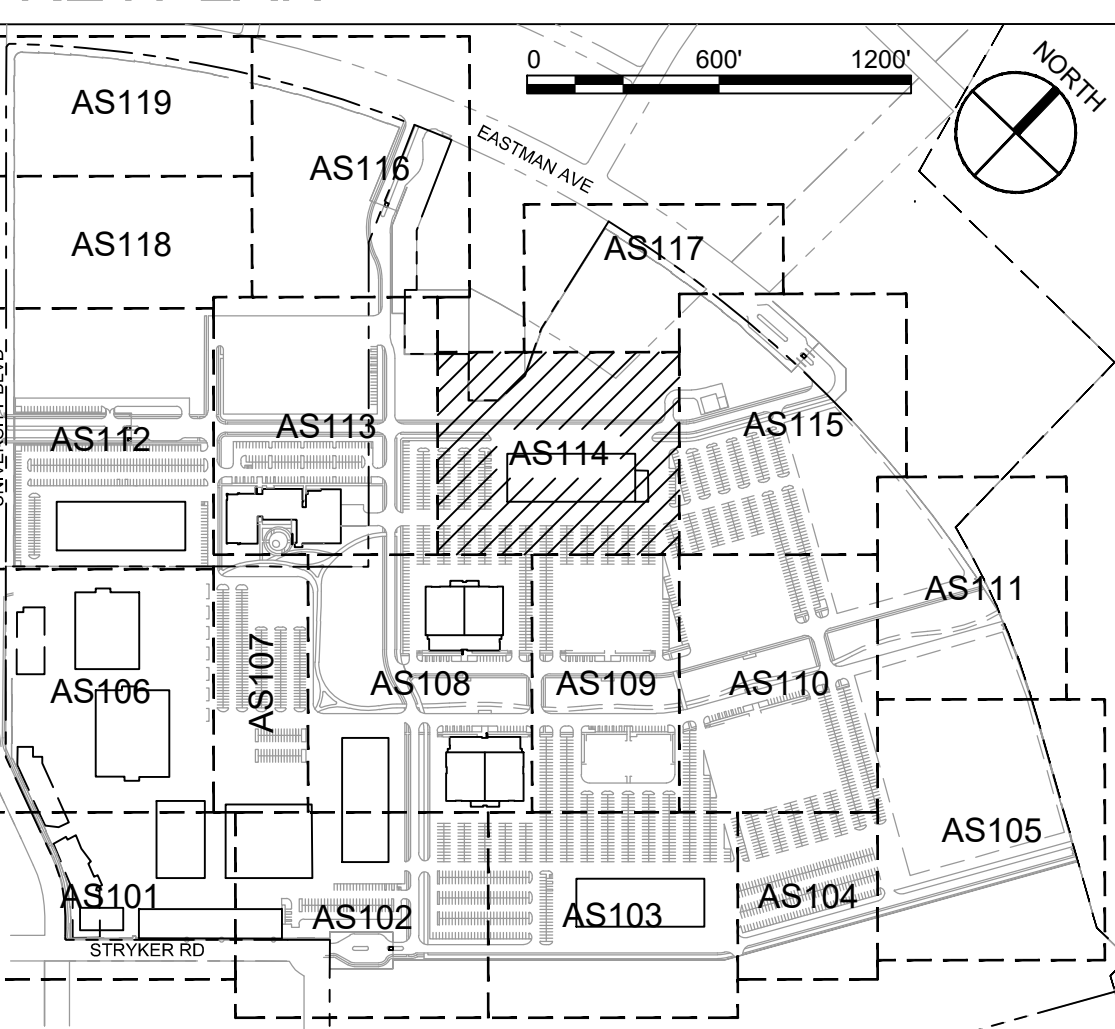 0 600' 1200'
NORTH
AS119
EASTMAN AVE
AS116
AS118
AS117
AS113
AS112
AS115
AS114
AS111
AS107
AS106
AS108
AS109
AS110
AS105
AS101
AS102
AS103
AS104
STRYKER RD